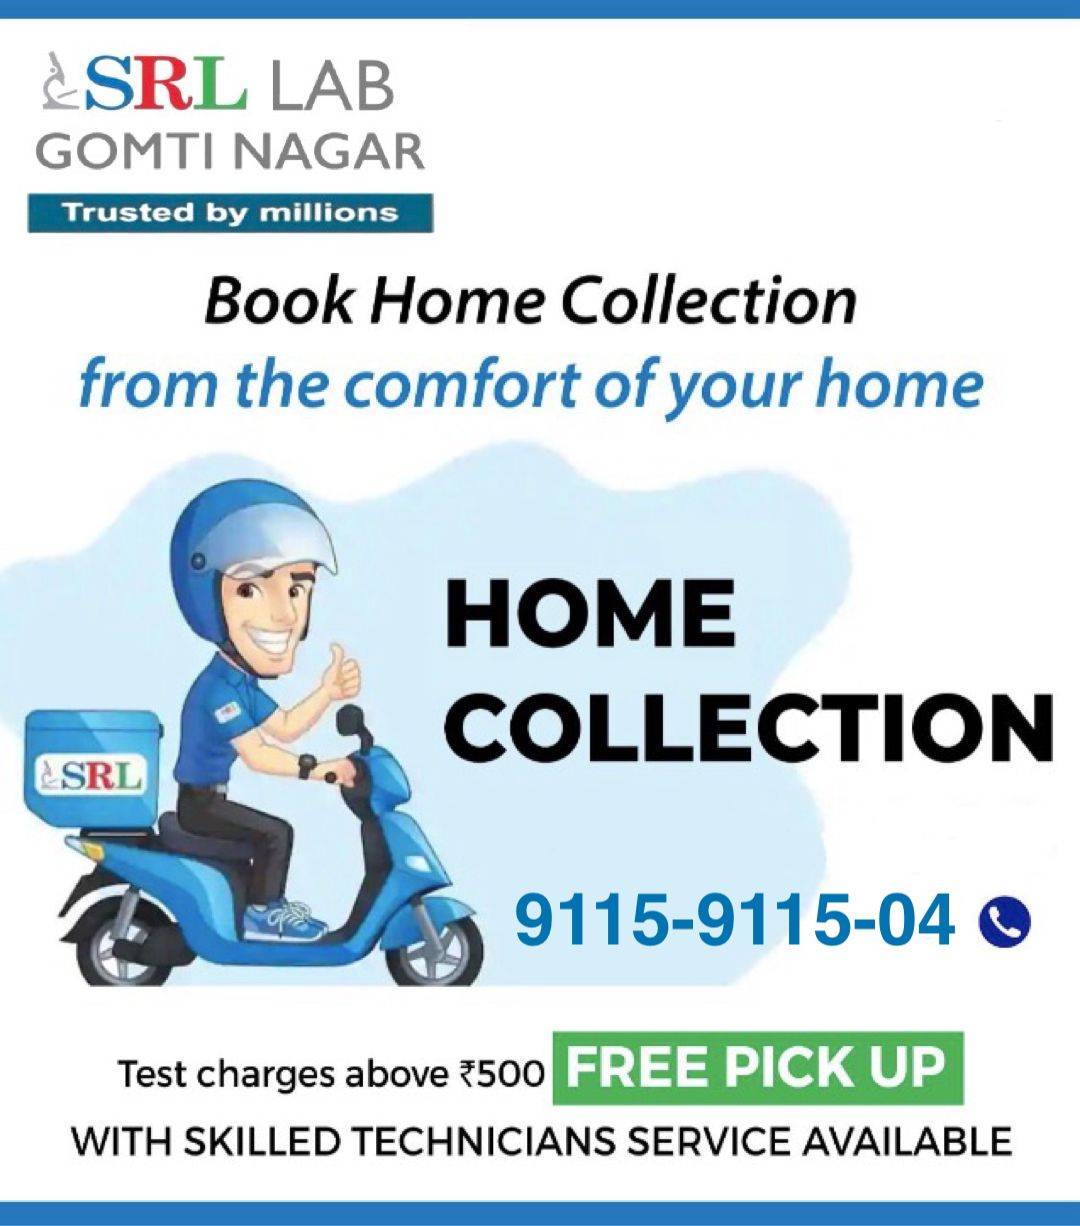 SRL LAB
GOMTI NAGAR
Trusted by millions
Book Home Collection
from the comfort of your home
HOME
COLLECTION
SRL
9115-9115-04
Test charges above ₹500 FREE PICK UP
WITH SKILLED TECHNICIANS SERVICE AVAILABLE